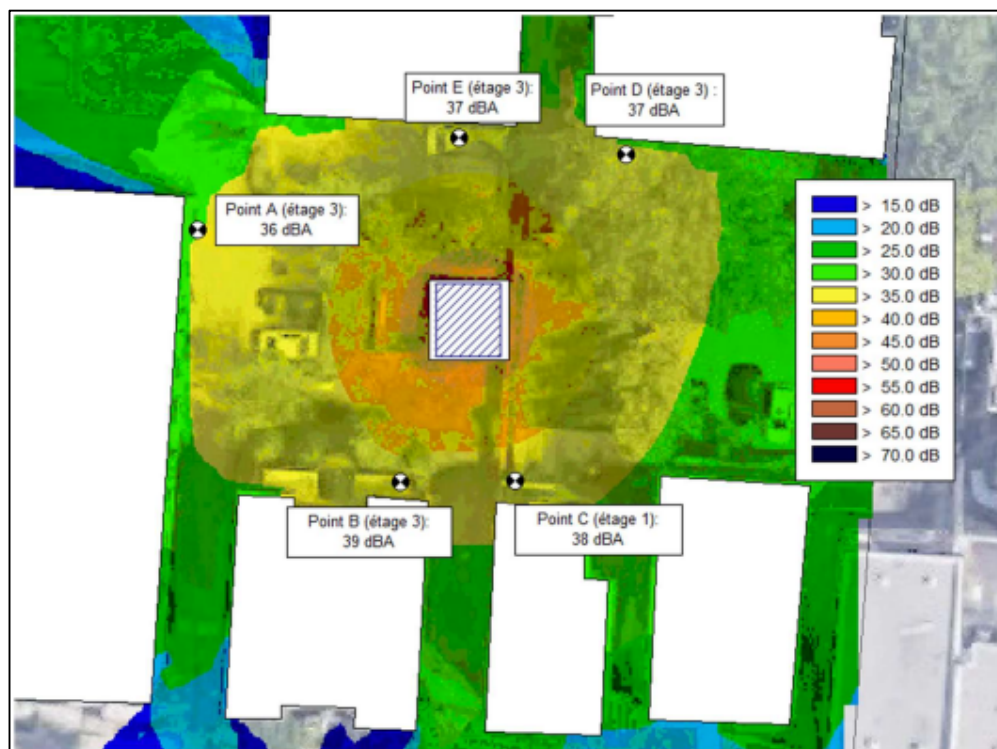 Point E (étage 3):
37 dBA
Point D (étage 3) :
37 dBA
Point A (étage 3):
36 dBA
> 15.0 dB
> 20.0 dB
> 25.0 dB
> 30.0 dB
> 35.0 dB
> 40.0 dB
> 45.0 dB
> 50.0 dB
> 55.0 dB
> 60.0 dB
> 65.0 dB
> 70.0 dB
Point B (étage 3):
39 dBA
Point C (étage 1):
38 dBA